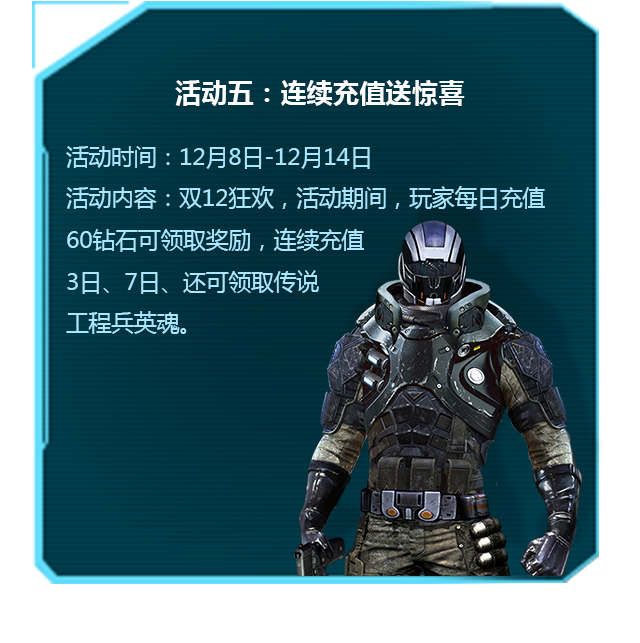 活动五：连续充值送惊喜
活动时间：12月8日-12月14日
活动内容：双12狂欢，活动期间，玩家每日充值
60钻石可领取奖励，连续充值
3日、7日、还可领取传说
工程兵英魂。